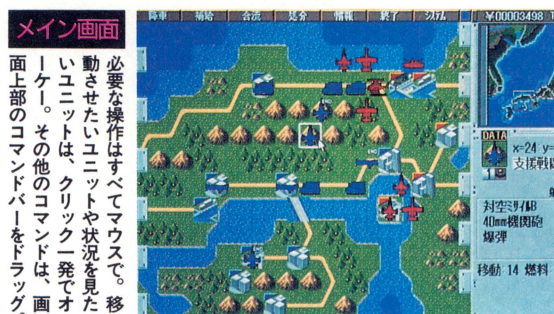 メイン画面
必要な操作はすべてマウスで。移
動させたいユニットや状況を見た
いユニットは、クリック一発でオ
ーケー。その他のコマンドは、画
面上部のコマンドバーをドラッグ。
降車 補給 合流 処分 情報 終了 システム
¥00003498
DATA
x=24 y=
支援戦
1
対空ミサイルB
40mm機関砲
爆弾
移動 14 燃料